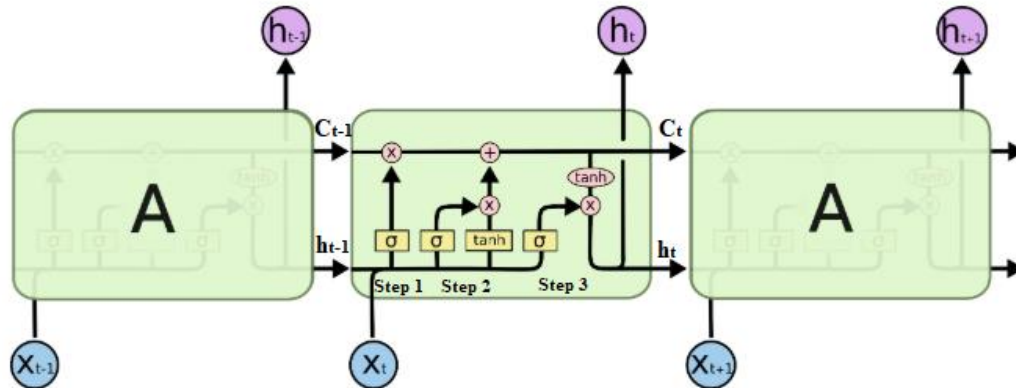 ht-1 ht ht+1
Ct-1 Ct
x + x
tanh tanh
A x x A x
σ σ σ σ σ tanh σ σ σ σ
ht-1 ht
Step 1 Step 2 Step 3
Xt-1 Xt Xt+1